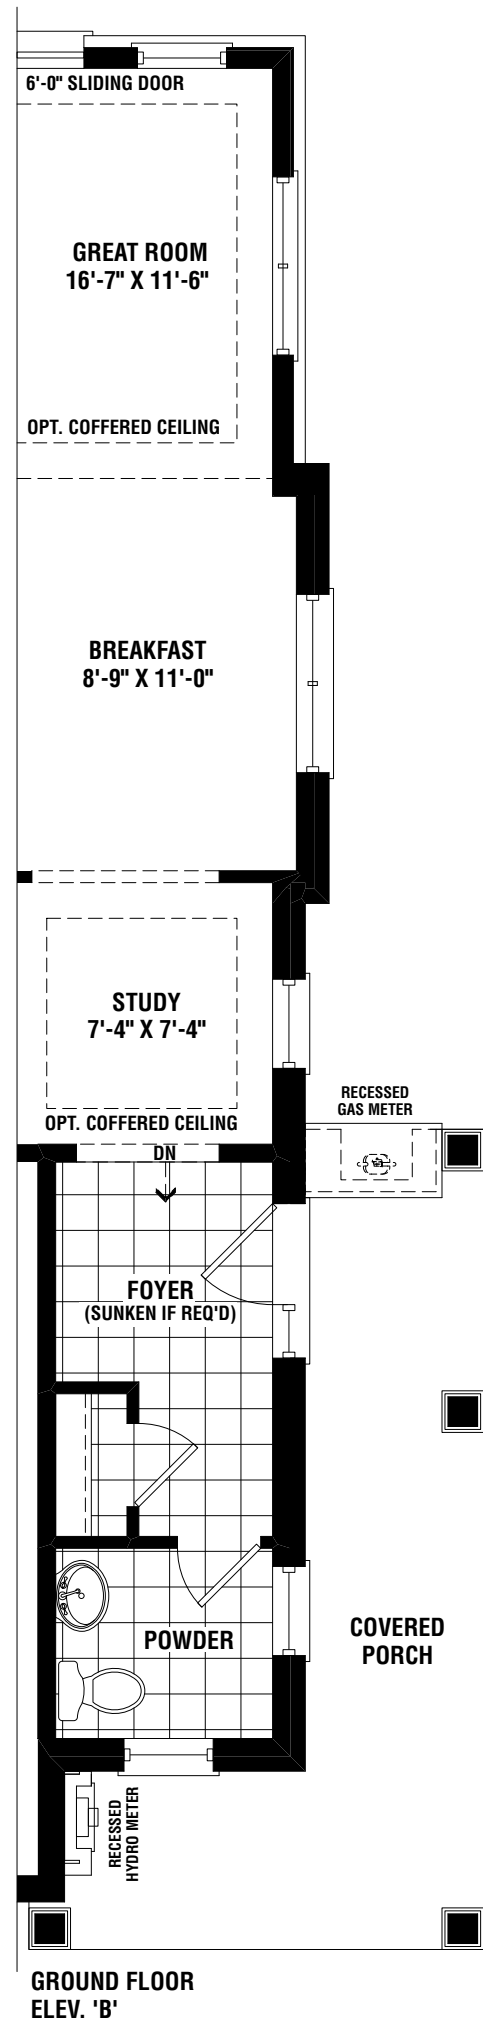 6'-0" SLIDING DOOR
GREAT ROOM
16'-7" X 11'-6"
OPT. COFFERED CEILING
BREAKFAST
8'-9" X 11'-0"
STUDY
7'-4" X 7'-4"
OPT. COFFERED CEILING
RECESSED
GAS METER
DN
FOYER
(SUNKEN IF REQ'D)
POWDER
COVERED
PORCH
RECESSED
HYDRO METER
GROUND FLOOR
ELEV. 'B'